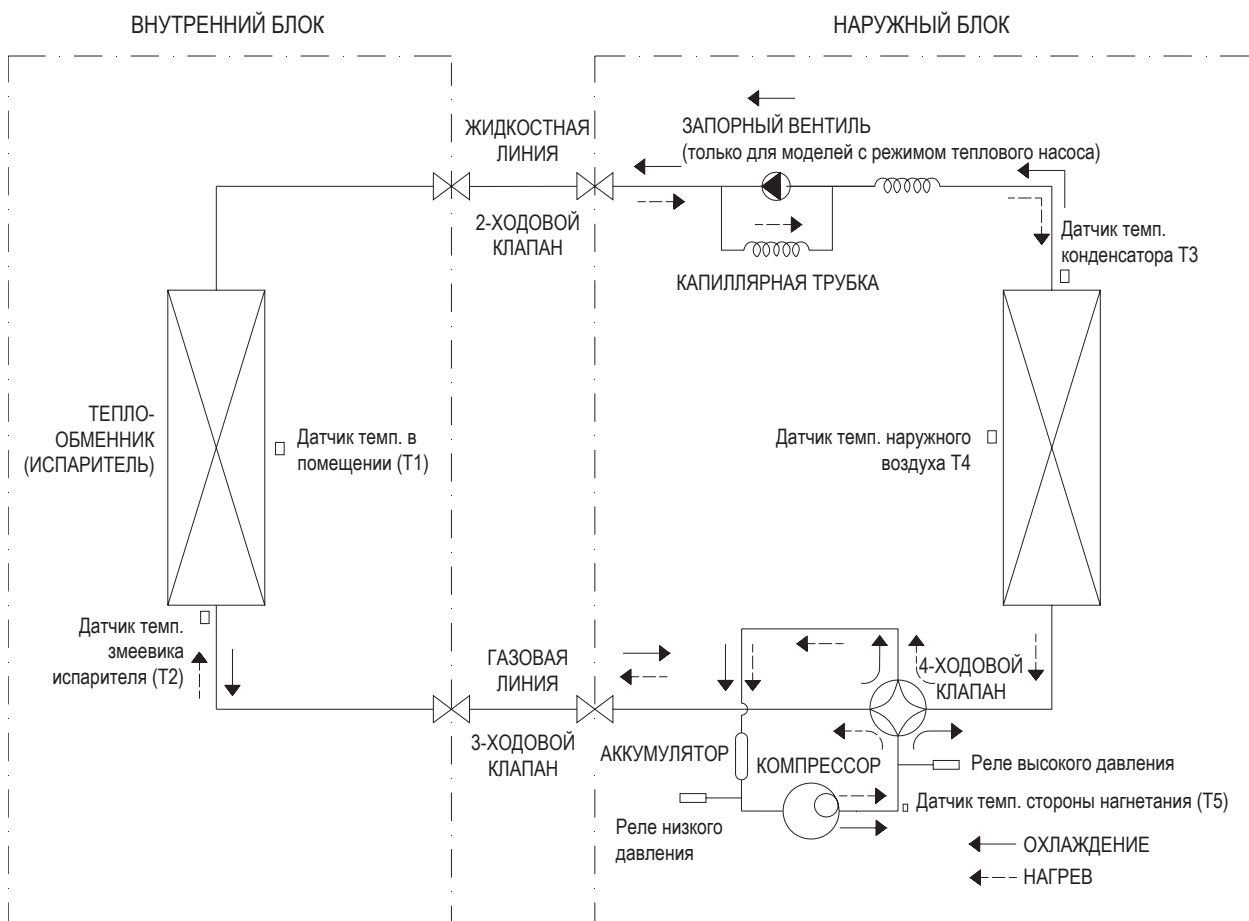 ВНУТРЕННИЙ БЛОК
НАРУЖНЫЙ БЛОК
ЖИДКОСТНАЯ
ЛИНИЯ
ЗАПОРНЫЙ ВЕНТИЛЬ
(только для моделей с режимом теплового насоса)
2-ХОДОВОЙ
КЛАПАН
КАПИЛЛЯРНАЯ ТРУБКА
Датчик темп.
конденсатора T3
ТЕПЛО-
ОБМЕННИК
(ИСПАРИТЕЛЬ)
Датчик темп. в
помещении (T1)
Датчик темп. наружного
воздуха T4
Датчик темп.
змеевика
испарителя (T2)
ГАЗОВАЯ
ЛИНИЯ
3-ХОДОВОЙ
КЛАПАН
4-ХОДОВОЙ
КЛАПАН
АККУМУЛЯТОР
КОМПРЕССОР
Реле высокого давления
Датчик темп. стороны нагнетания (T5)
Реле низкого
давления
ОХЛАЖДЕНИЕ
НАГРЕВ